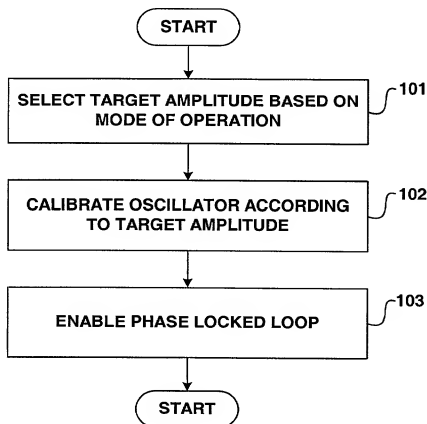 START
SELECT TARGET AMPLITUDE BASED ON
MODE OF OPERATION
101
CALIBRATE OSCILLATOR ACCORDING
TO TARGET AMPLITUDE
102
ENABLE PHASE LOCKED LOOP
103
START